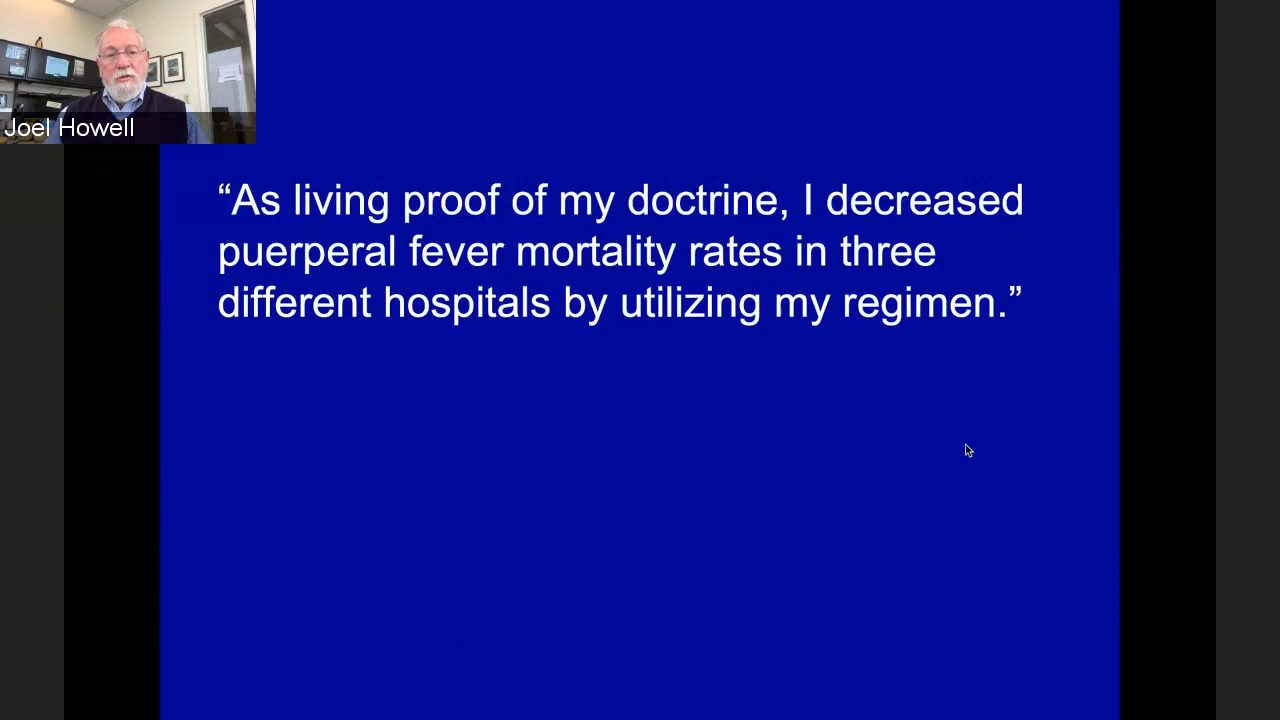 Joel Howell
“As living proof of my doctrine, I decreased
puerperal fever mortality rates in three
different hospitals by utilizing my regimen.”